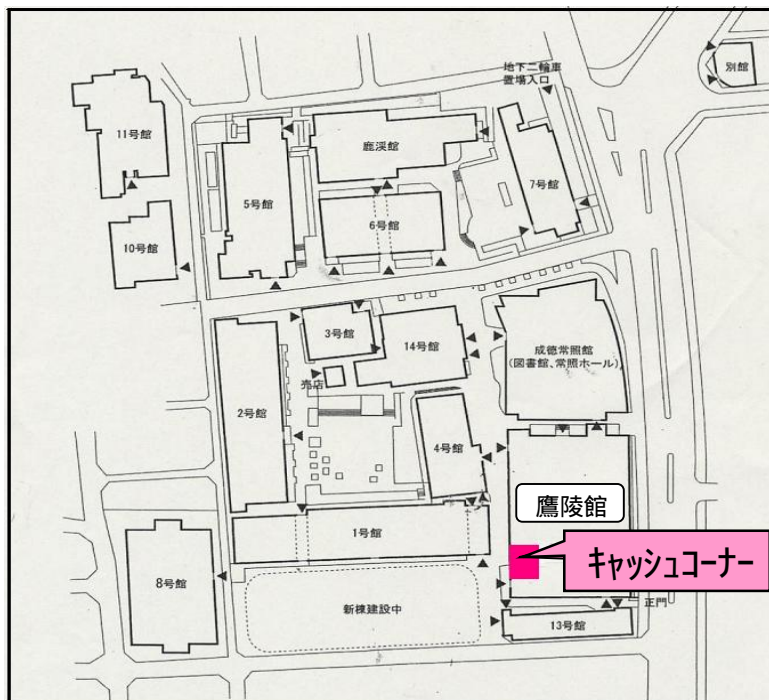 地下二輪車
置場入口
別館
11号館
鹿渓館
7号館
5号館
6号館
10号館
3号館
14号館
成徳常照館
(図書館、常照ホール)
売店
2号館
4号館
鷹陵館
1号館
キャッシュコーナー
8号館
新棟建設中
正門
13号館